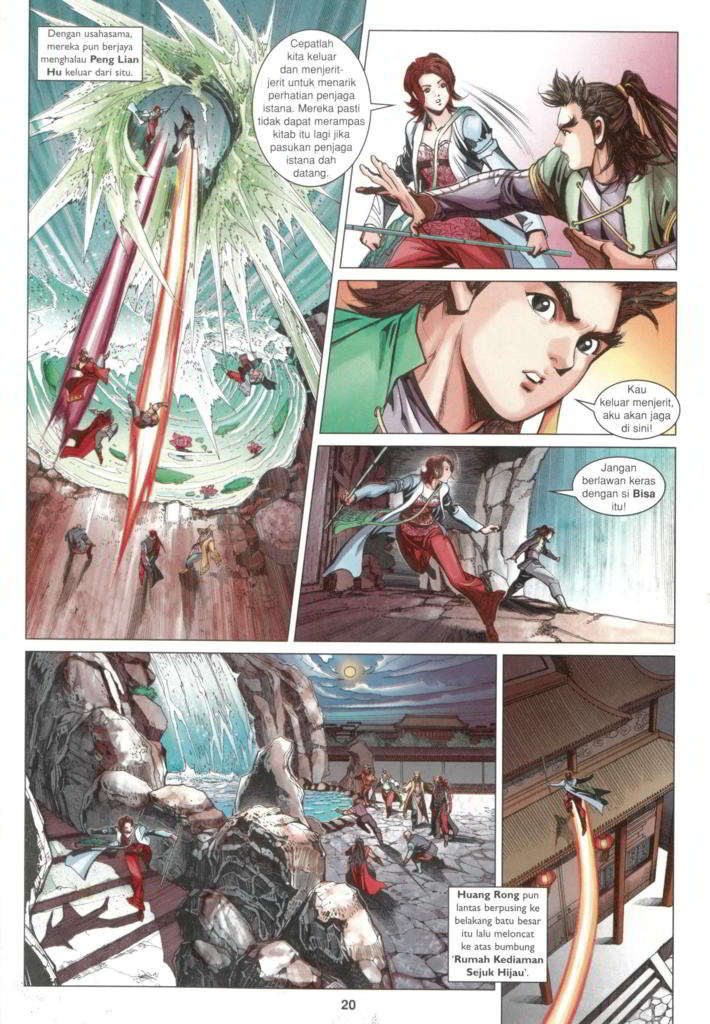 Dengan usahasama,
mereka pun berjaya
menghalau Peng Lian
Hu keluar dari situ.
Cepatlah
kita keluar
dan menjerit-
jerit untuk menarik
perhatian penjaga
istana. Mereka pasti
tidak dapat merampas
kitab itu lagi jika
pasukan penjaga
istana dah
datang.
Kau
keluar menjerit,
aku akan jaga
di sini!
Jangan
berlawan keras
dengan si Bisa
itu!
Huang Rong pun
lantas berpusing ke
belakang batu besar
itu lalu meloncat
ke atas bumbung
'Rumah Kediaman
Sejuk Hijau'.
20